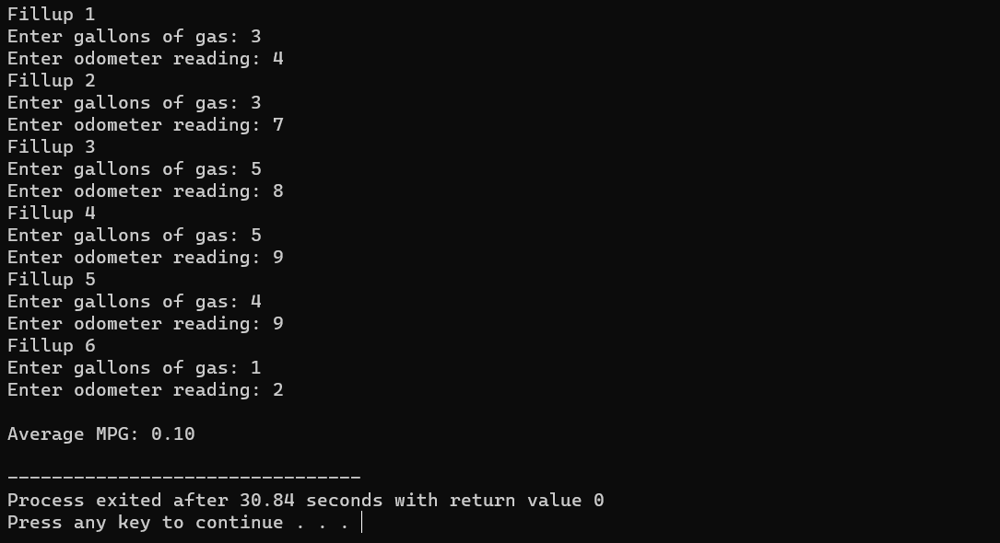 Fillup 1
Enter gallons of gas: 3
Enter odometer reading: 4
Fillup 2
Enter gallons of gas: 3
Enter odometer reading: 7
Fillup 3
Enter gallons of gas: 5
Enter odometer reading: 8
Fillup 4
Enter gallons of gas: 5
Enter odometer reading: 9
Fillup 5
Enter gallons of gas: 4
Enter odometer reading: 9
Fillup 6
Enter gallons of gas: 1
Enter odometer reading: 2

Average MPG: 0.10

--------------------------------
Process exited after 30.84 seconds with return value 0
Press any key to continue . . .